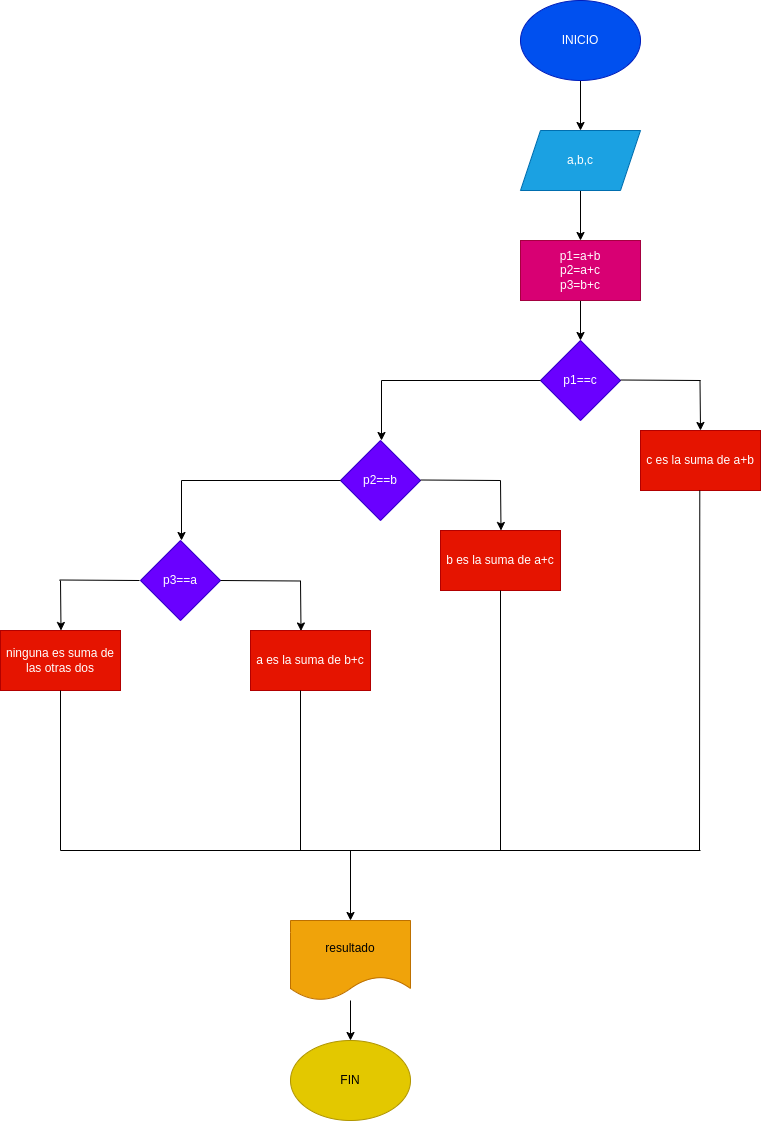 INICIO
a,b,c
p1=a+b
p2=a+c
p3=b+c
p1==c
c es la suma de a+b
p2==b
b es la suma de a+c
p3==a
ninguna es suma de
las otras dos
a es la suma de b+c
resultado
FIN